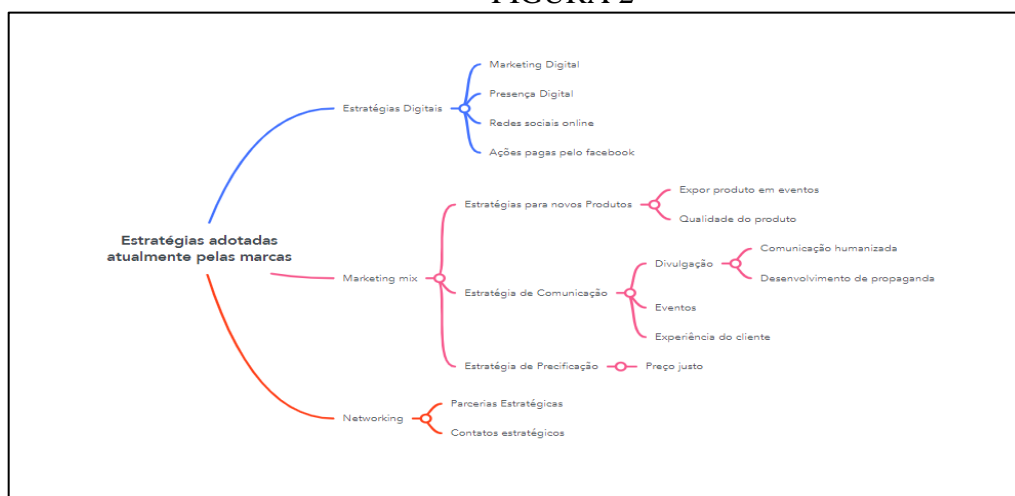 FIGURA 2
Estratégias adotadas
atualmente pelas marcas
Estratégias Digitais
Marketing Digital
Presença Digital
Redes sociais online
Ações pagas pelo facebook
Marketing mix
Estratégias para novos Produtos
Expor produto em eventos
Qualidade do produto
Estratégia de Comunicação
Divulgação
Comunicação humanizada
Desenvolvimento de propaganda
Eventos
Experiência do cliente
Estratégia de Precificação
Preço justo
Networking
Parcerias Estratégicas
Contatos estratégicos